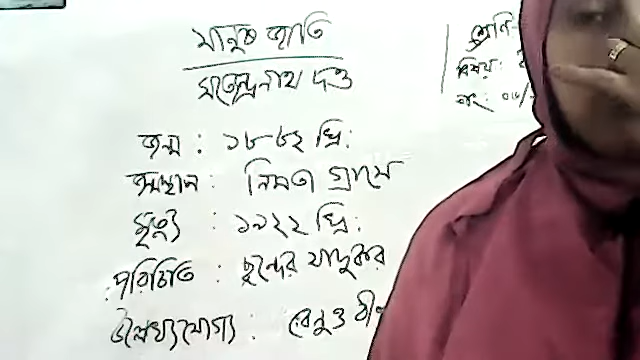 মানুষ জাতি
সত্যেন্দ্রনাথ দত্ত
জন্ম : ১৮৮২ খ্রি:
জন্মস্থান : নিমতা গ্রামে
মৃত্যু : ১৯২২ খ্রি:
পরিচিতি : ছন্দের যাদুকর
উল্লেখযোগ্য : বেনু ও বীণা
শ্রেণি-
বিষয়: